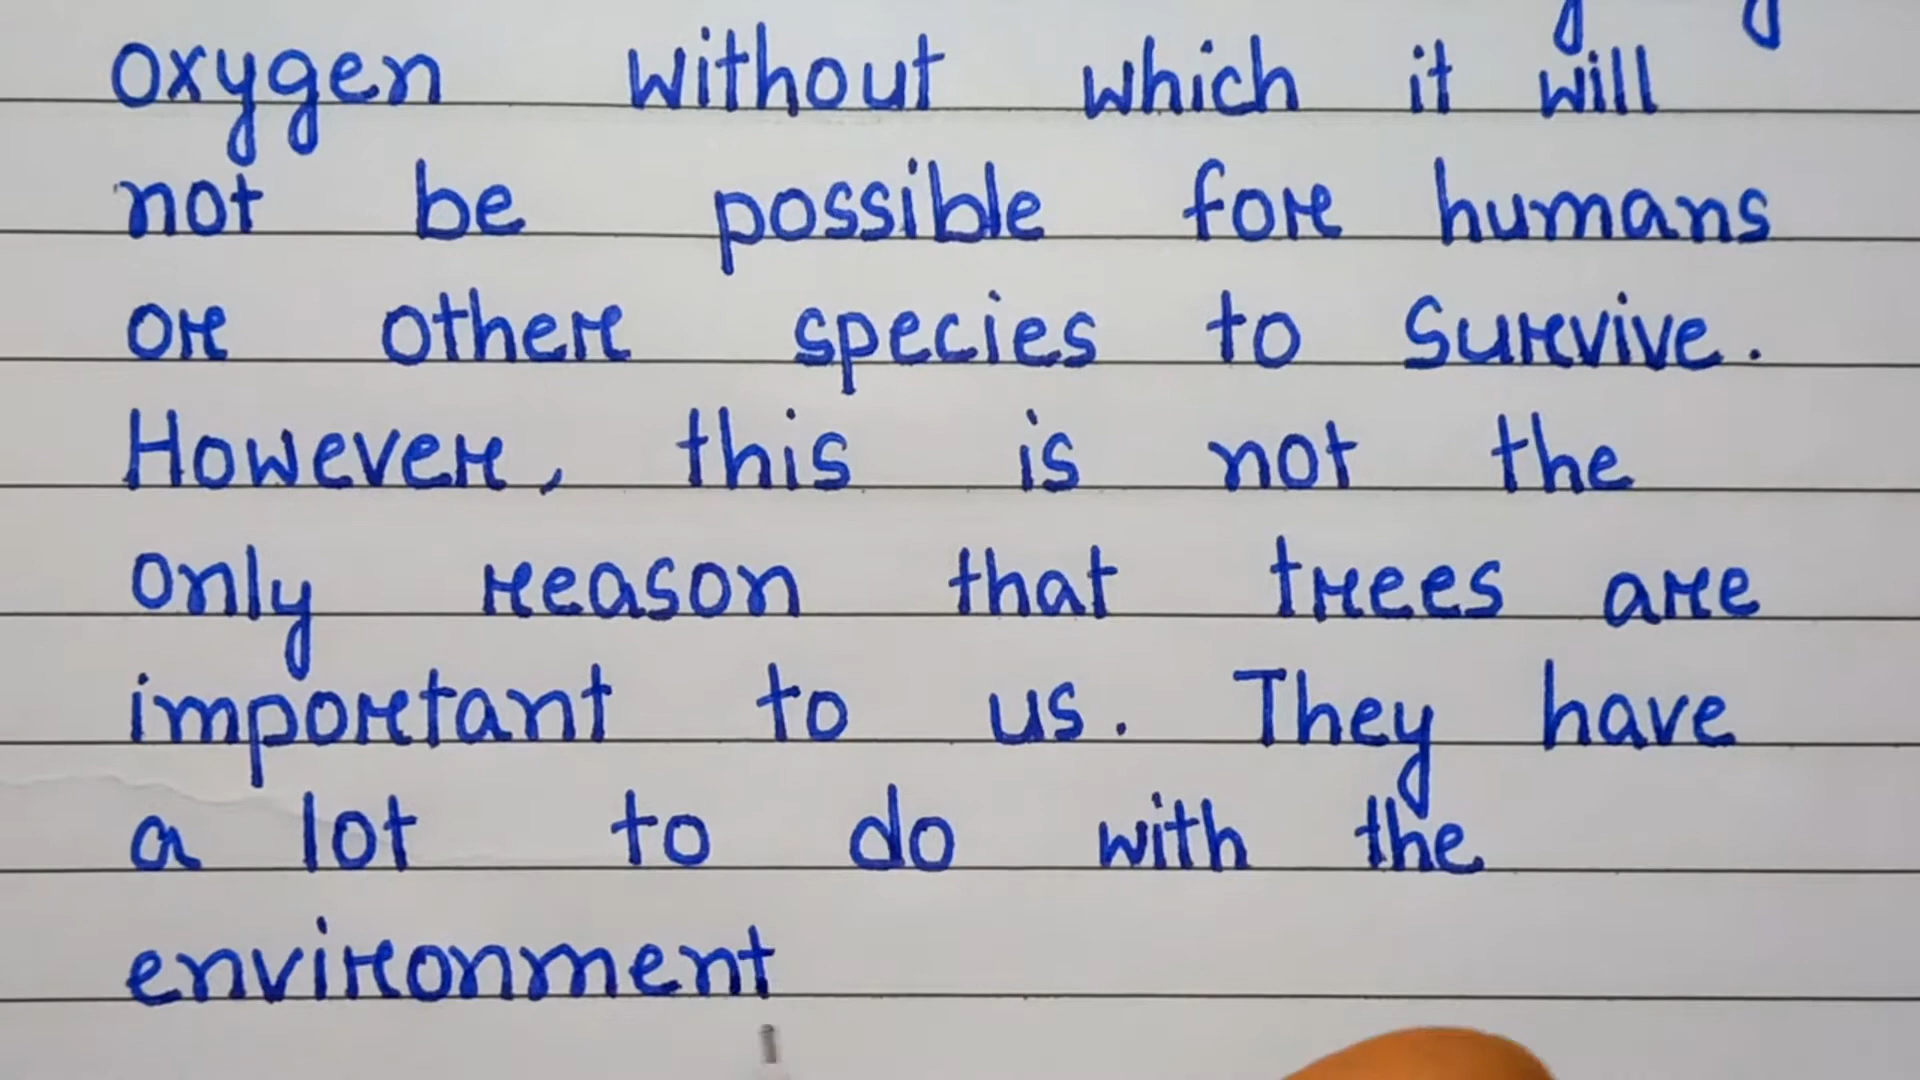 oxygen without which it will
not be possible for humans
or other species to survive.
However, this is not the
only reason that trees are
important to us. They have
a lot to do with the
environment